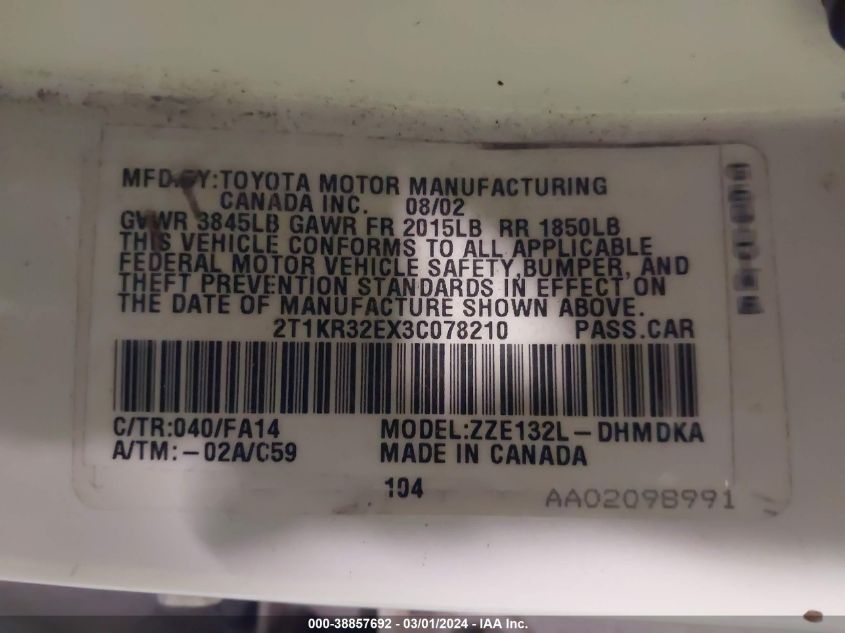 MFD.BY:TOYOTA MOTOR MANUFACTURING
CANADA INC. 08/02
GVWR 3845LB GAWR FR 2015LB RR 1850LB
THIS VEHICLE CONFORMS TO ALL APPLICABLE
FEDERAL MOTOR VEHICLE SAFETY,BUMPER, AND
THEFT PREVENTION STANDARDS IN EFFECT ON
THE DATE OF MANUFACTURE SHOWN ABOVE.
2T1KR32EX3C078210 PASS.CAR
C/TR:040/FA14 MODEL:ZZE132L-DHMDKA
A/TM:-02A/C59 MADE IN CANADA
104 AA0209B991
000-38857692 - 03/01/2024 - IAA Inc.